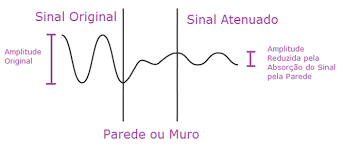 Sinal Original
Sinal Atenuado
Amplitude
Original
Amplitude
Reduzida pela
Absorção do Sinal
pela Parede
Parede ou Muro